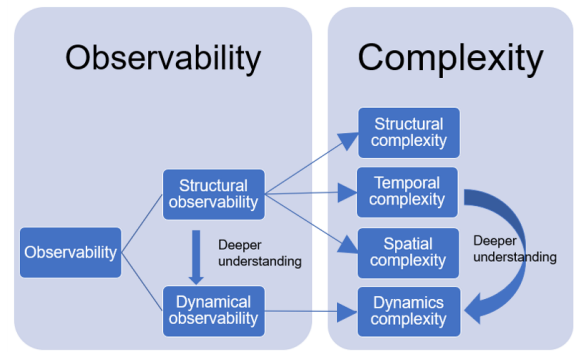 Observability
Complexity
Structural
complexity
Structural
observability
Temporal
complexity
Observability
Deeper
understanding
Spatial
complexity
Deeper
understanding
Dynamical
observability
Dynamics
complexity